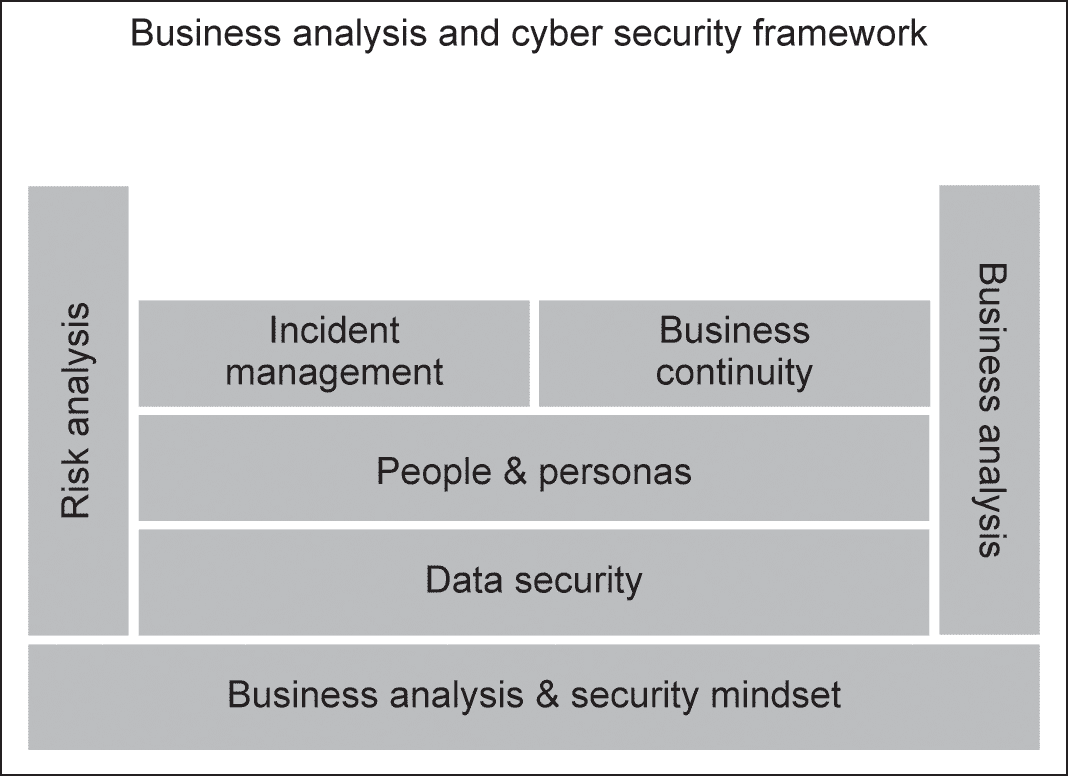 Business analysis and cyber security framework
Risk analysis
Incident
management
Business
continuity
Business analysis
People & personas
Data security
Business analysis & security mindset